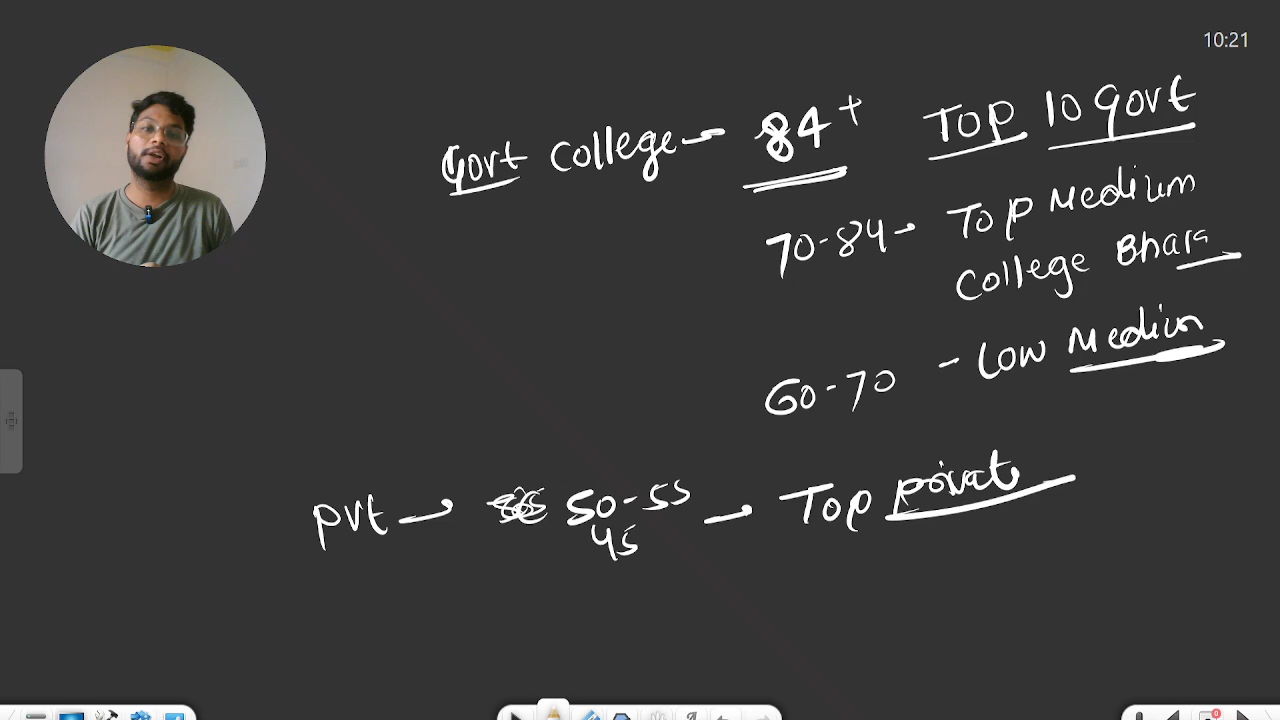 10:21
Govt College → 84+ Top 10 Govt
70-84 - Top Medium
College Bhara
60-70 - Low Medium
Pvt → 50-55 → Top privat
45